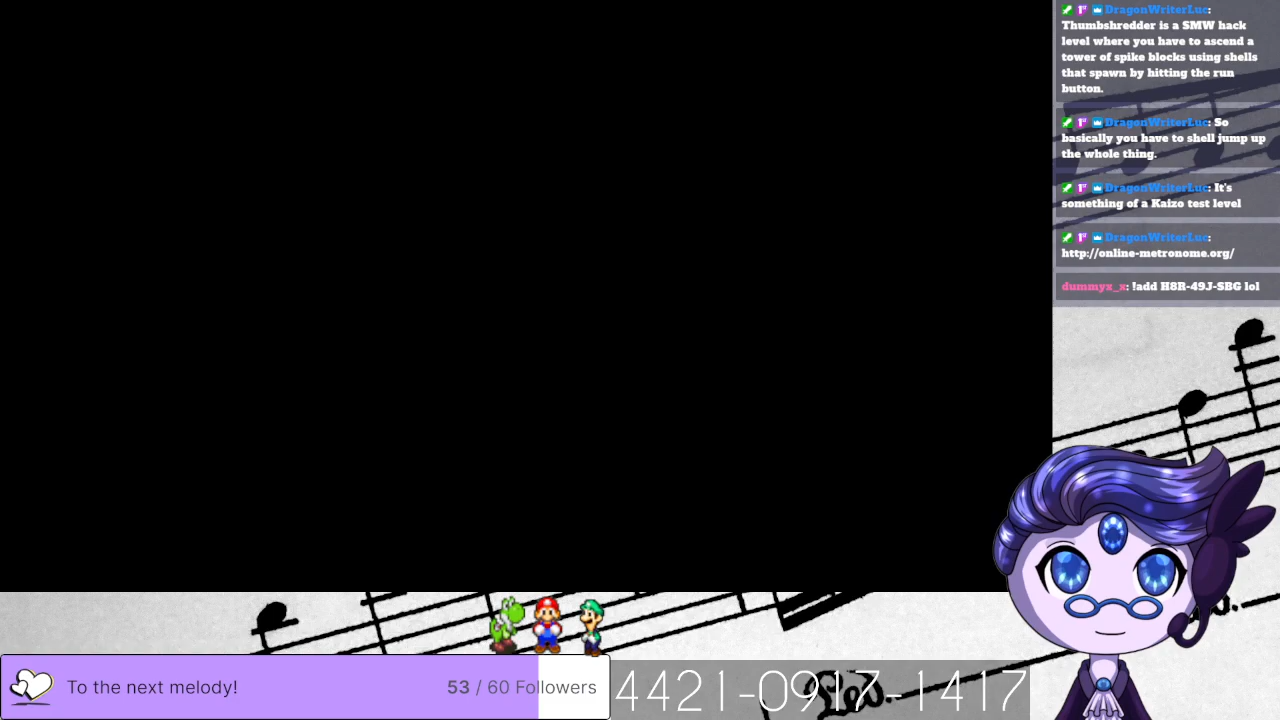 DragonWriterLuc:
Thumbshredder is a SMW hack
level where you have to ascend a
tower of spike blocks using shells
that spawn by hitting the run
button.
DragonWriterLuc: So
basically you have to shell jump up
the whole thing.
DragonWriterLuc: It's
something of a Kaizo test level
DragonWriterLuc:
http://online-metronome.org/
dummyx_x: !add H8R-49J-SBG lol
To the next melody!
53 / 60 Followers
4421-0917-1417